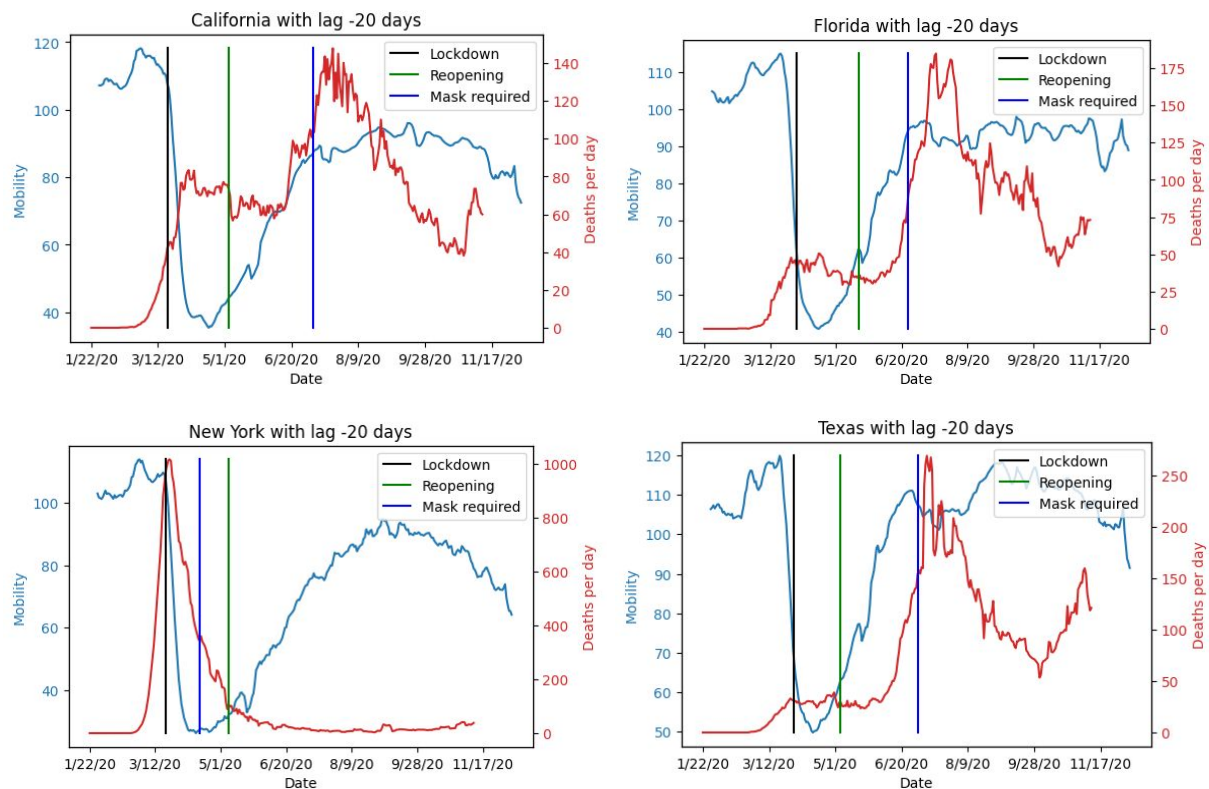 California with lag -20 days
Mobility
120
100
80
60
40
Lockdown
Reopening
Mask required
140
120
100
80
60
40
20
0
Deaths per day
1/22/20 3/12/20 5/1/20 6/20/20 8/9/20 9/28/20 11/17/20
Date
Florida with lag -20 days
Mobility
110
100
90
80
70
60
50
40
Lockdown
Reopening
Mask required
175
150
125
100
75
50
25
0
Deaths per day
1/22/20 3/12/20 5/1/20 6/20/20 8/9/20 9/28/20 11/17/20
Date
New York with lag -20 days
Mobility
100
80
60
40
Lockdown
Reopening
Mask required
1000
800
600
400
200
0
Deaths per day
1/22/20 3/12/20 5/1/20 6/20/20 8/9/20 9/28/20 11/17/20
Date
Texas with lag -20 days
Mobility
120
110
100
90
80
70
60
50
Lockdown
Reopening
Mask required
250
200
150
100
50
0
Deaths per day
1/22/20 3/12/20 5/1/20 6/20/20 8/9/20 9/28/20 11/17/20
Date